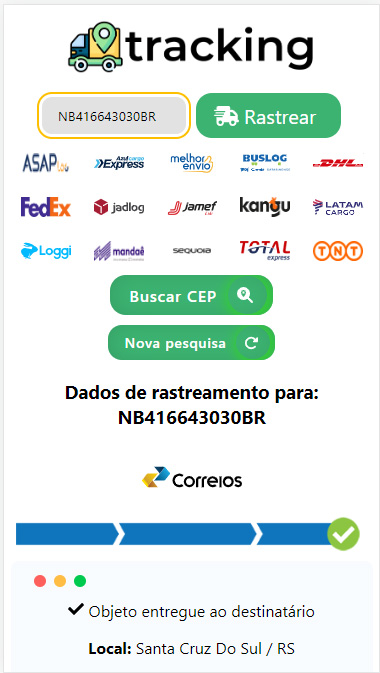 tracking
NB416643030BR
Rastrear
ASAP LOG
Azul Cargo Express
melhor envio
BUSLOG
DHL
FedEx
jadlog
Jamef
kangu
LATAM CARGO
Loggi
mandaê
sequoia
TOTAL express
TNT
Buscar CEP
Nova pesquisa
Dados de rastreamento para:
NB416643030BR
Correios
Objeto entregue ao destinatário
Local: Santa Cruz Do Sul / RS